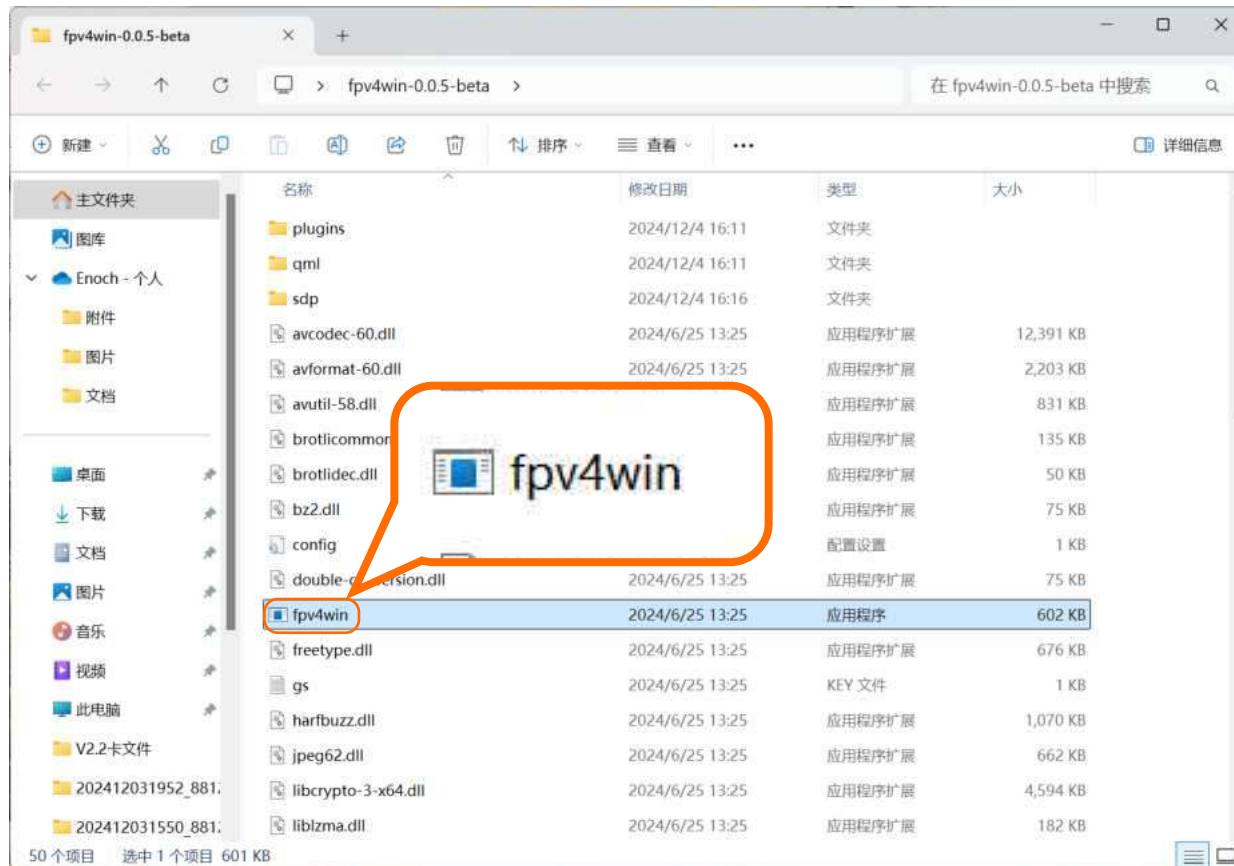 fpv4win-0.0.5-beta
fpv4win-0.0.5-beta
在 fpv4win-0.0.5-beta 中搜索
新建 排序 查看 详细信息
名称 修改日期 类型 大小
主文件夹
图库
Enoch - 个人
附件
图片
文档
桌面
下载
文档
图片
音乐
视频
此电脑
V2.2卡文件
202412031952_881
202412031550_881
plugins 2024/12/4 16:11 文件夹
qml 2024/12/4 16:11 文件夹
sdp 2024/12/4 16:16 文件夹
avcodec-60.dll 2024/6/25 13:25 应用程序扩展 12,391 KB
avformat-60.dll 2024/6/25 13:25 应用程序扩展 2,203 KB
avutil-58.dll 应用程序扩展 831 KB
brotlicommon 应用程序扩展 135 KB
brotlidec.dll 应用程序扩展 50 KB
bz2.dll 应用程序扩展 75 KB
config 配置设置 1 KB
fpv4win
2024/6/25 13:25 应用程序扩展 75 KB
fpv4win 2024/6/25 13:25 应用程序 602 KB
freetype.dll 2024/6/25 13:25 应用程序扩展 676 KB
gs 2024/6/25 13:25 KEY 文件 1 KB
harfbuzz.dll 2024/6/25 13:25 应用程序扩展 1,070 KB
jpeg62.dll 2024/6/25 13:25 应用程序扩展 662 KB
libcrypto-3-x64.dll 2024/6/25 13:25 应用程序扩展 4,594 KB
liblzma.dll 2024/6/25 13:25 应用程序扩展 182 KB
50 个项目 选中 1 个项目 601 KB